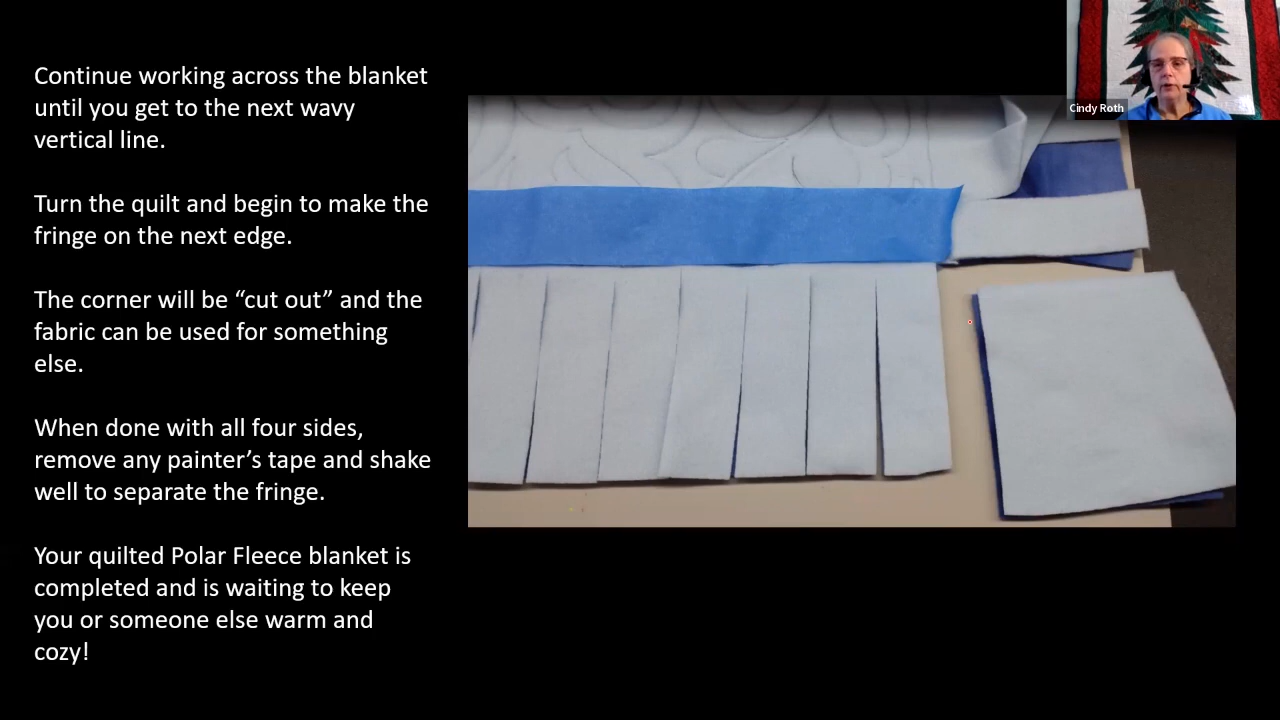 Continue working across the blanket
until you get to the next wavy
vertical line.
Turn the quilt and begin to make the
fringe on the next edge.
The corner will be “cut out” and the
fabric can be used for something
else.
When done with all four sides,
remove any painter’s tape and shake
well to separate the fringe.
Your quilted Polar Fleece blanket is
completed and is waiting to keep
you or someone else warm and
cozy!
Cindy Roth